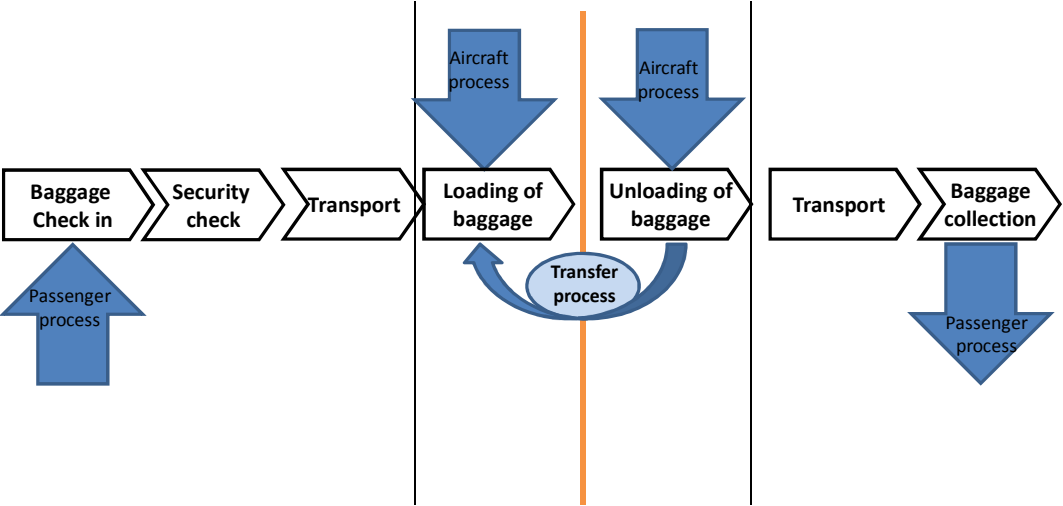 Aircraft
process
Aircraft
process
Baggage
Check in
Security
check
Transport
Loading of
baggage
Unloading of
baggage
Transport
Baggage
collection
Transfer
process
Passenger
process
Passenger
process